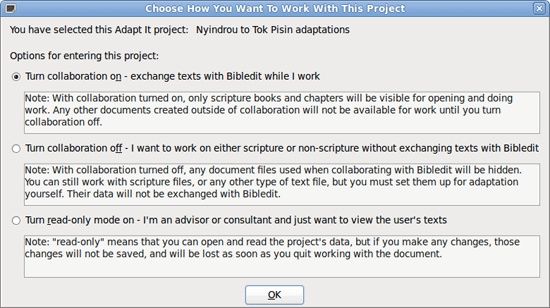 Choose How You Want To Work With This Project
You have selected this Adapt It project: Nyindrou to Tok Pisin adaptations
Options for entering this project:
Turn collaboration on - exchange texts with Bibledit while I work
Note: With collaboration turned on, only scripture books and chapters will be visible for opening and doing
work. Any other documents created outside of collaboration will not be available for work until you turn
collaboration off.
Turn collaboration off - I want to work on either scripture or non-scripture without exchanging texts with Bibledit
Note: With collaboration turned off, any document files used when collaborating with Bibledit will be hidden.
You can still work with scripture files, or any other type of text file, but you must set them up for adaptation
yourself. Their data will not be exchanged with Bibledit.
Turn read-only mode on - I'm an advisor or consultant and just want to view the user's texts
Note: "read-only" means that you can open and read the project's data, but if you make any changes, those
changes will not be saved, and will be lost as soon as you quit working with the document.
OK